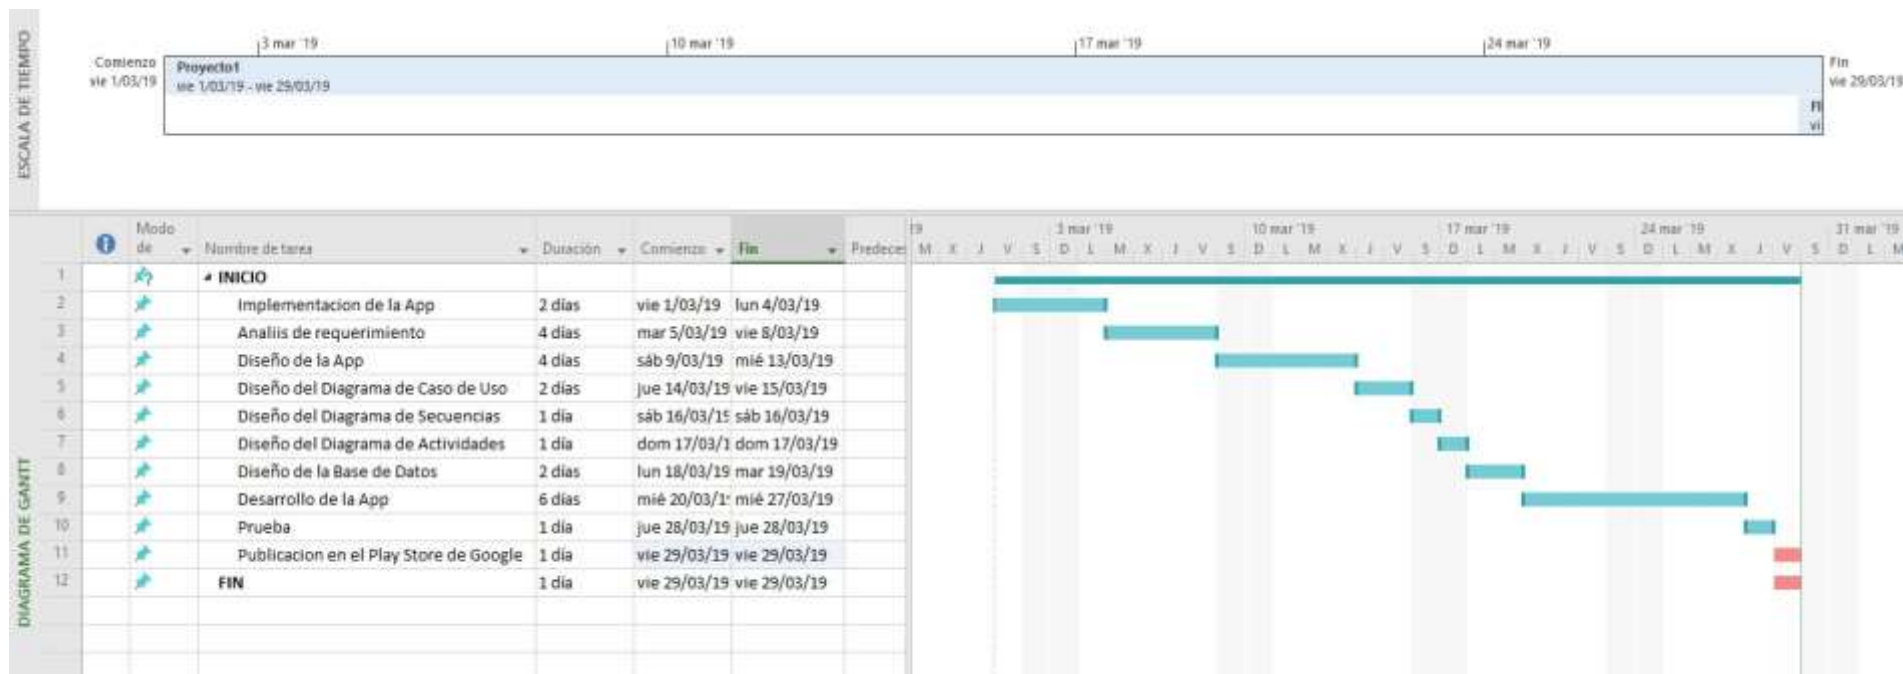 ESCALA DE TIEMPO
3 mar '19 10 mar '19 17 mar '19 24 mar '19
Comienzo
vie 1/03/19
Proyecto1
vie 1/03/19 - vie 29/03/19
Fin
vie 29/03/19
FI
vi
DIAGRAMA DE GANTT
Modo de Nombre de tarea Duración Comienzo Fin Predeces
19 3 mar '19 10 mar '19 17 mar '19 24 mar '19 31 mar '19
M X J V S D L M X J V S D L M X J V S D L M X J V S D L M X J V S D L M
1 INICIO
2 Implementacion de la App 2 días vie 1/03/19 lun 4/03/19
3 Analiis de requerimiento 4 días mar 5/03/19 vie 8/03/19
4 Diseño de la App 4 días sáb 9/03/19 mié 13/03/19
5 Diseño del Diagrama de Caso de Uso 2 días jue 14/03/19 vie 15/03/19
6 Diseño del Diagrama de Secuencias 1 día sáb 16/03/19 sáb 16/03/19
7 Diseño del Diagrama de Actividades 1 día dom 17/03/1 dom 17/03/19
8 Diseño de la Base de Datos 2 días lun 18/03/19 mar 19/03/19
9 Desarrollo de la App 6 días mié 20/03/1 mié 27/03/19
10 Prueba 1 día jue 28/03/19 jue 28/03/19
11 Publicacion en el Play Store de Google 1 día vie 29/03/19 vie 29/03/19
12 FIN 1 día vie 29/03/19 vie 29/03/19